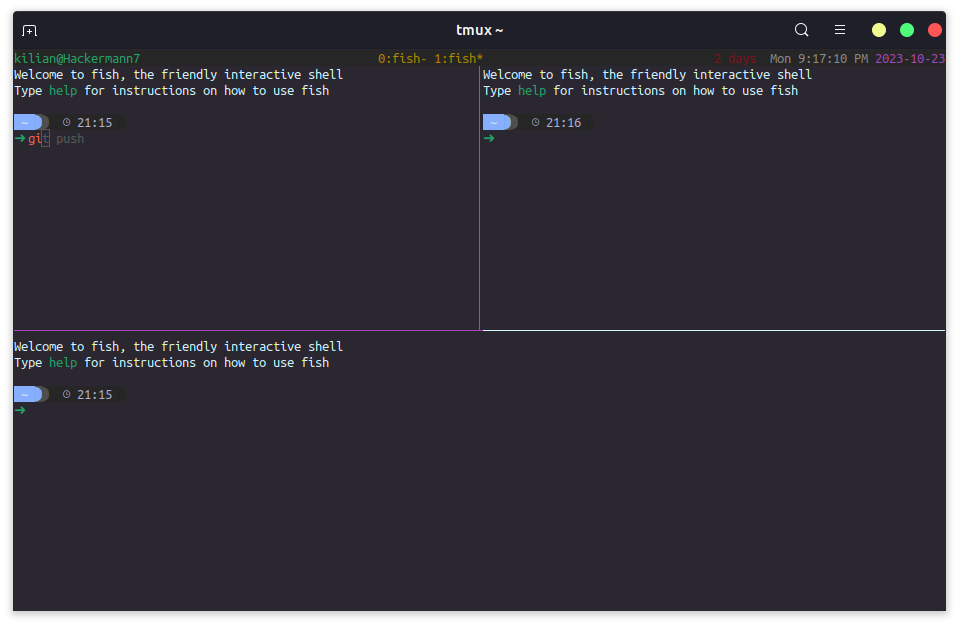 tmux ~
kilian@Hackermann7 0:fish- 1:fish* 2 days Mon 9:17:10 PM 2023-10-23
Welcome to fish, the friendly interactive shell
Type help for instructions on how to use fish
~ 21:15
➜ git push
Welcome to fish, the friendly interactive shell
Type help for instructions on how to use fish
~ 21:16
➜
Welcome to fish, the friendly interactive shell
Type help for instructions on how to use fish
~ 21:15
➜